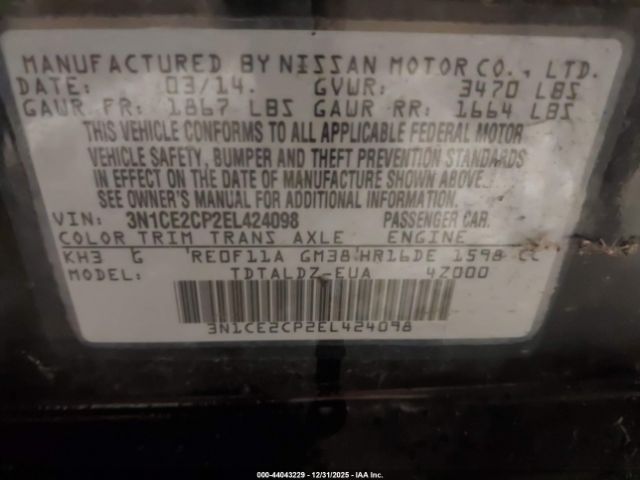 MANUFACTURED BY NISSAN MOTOR CO., LTD.
DATE: 03/14. GVWR: 3470 LBS
GAWR FR: 1867 LBS GAWR RR: 1664 LBS
THIS VEHICLE CONFORMS TO ALL APPLICABLE FEDERAL MOTOR
VEHICLE SAFETY, BUMPER AND THEFT PREVENTION STANDARDS
IN EFFECT ON THE DATE OF MANUFACTURE SHOWN ABOVE.
SEE OWNER'S MANUAL FOR ADDITIONAL INFORMATION.
VIN: 3N1CE2CP2EL424098 PASSENGER CAR.
COLOR TRIM TRANS AXLE ENGINE
KH3 G RE0F11A GM38 HR16DE 1598 CC
MODEL: TDTALDZ-EUA 4Z000
3N1CE2CP2EL424098
000-44043229 - 12/31/2025 - IAA Inc.